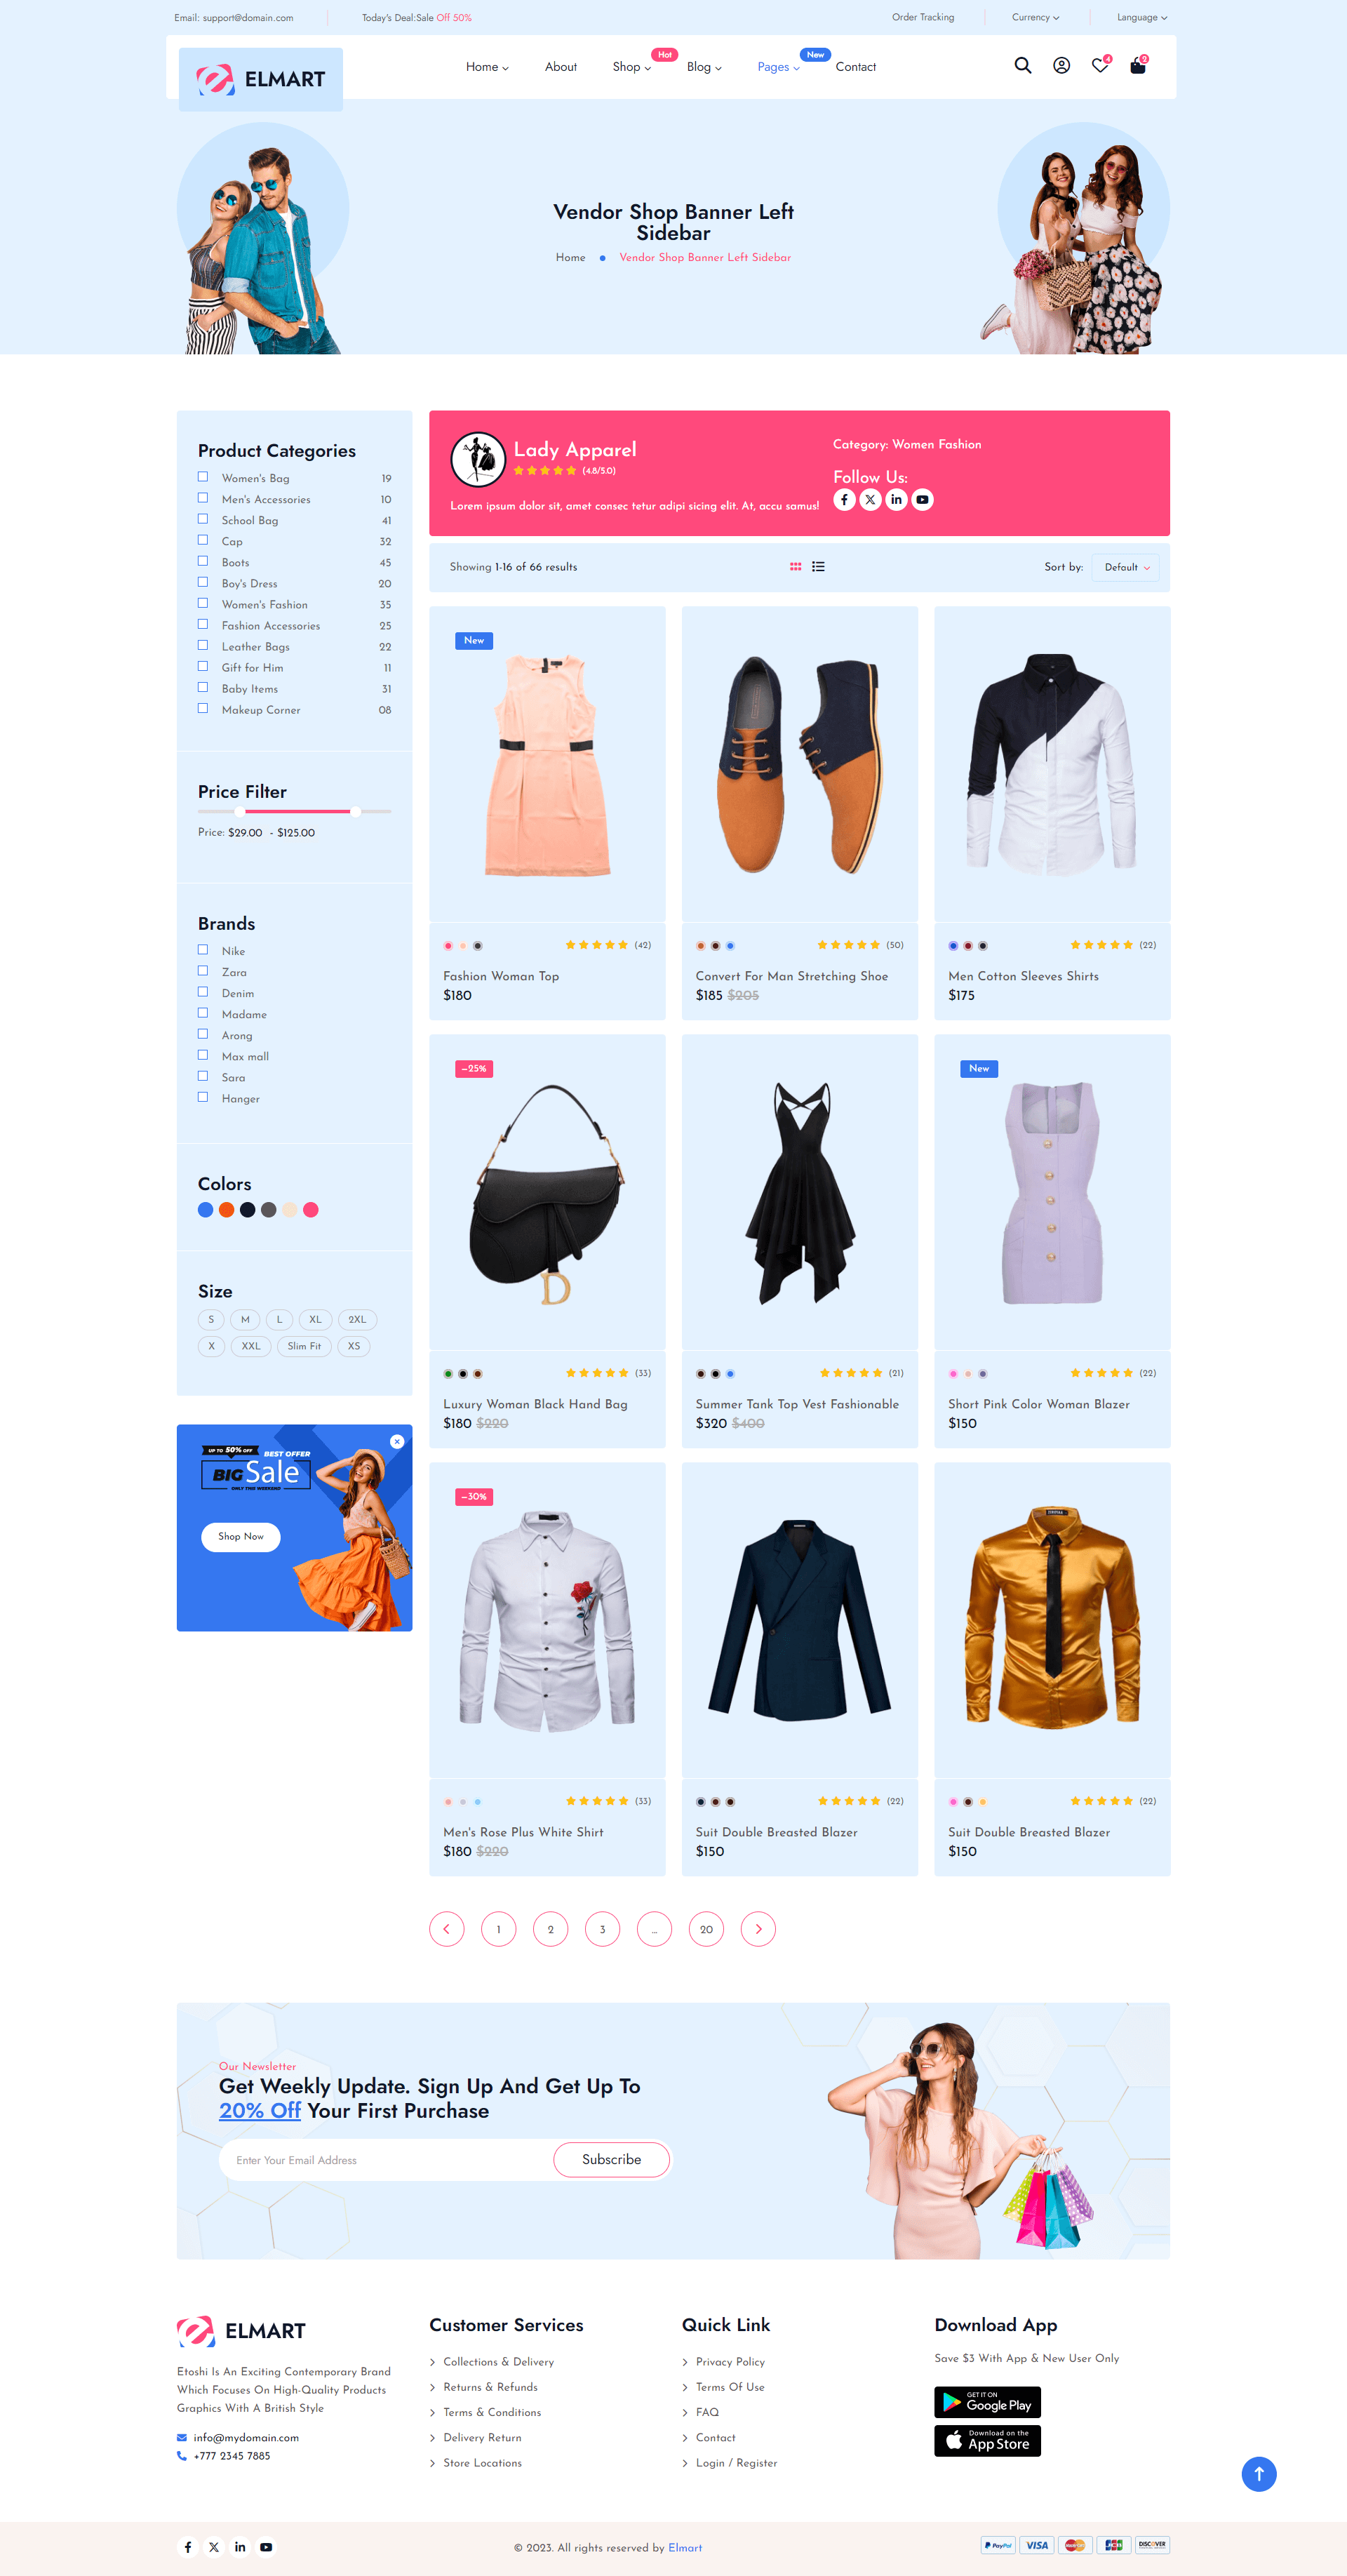 Email: support@domain.com
Today's Deal:Sale Off 50%
Order Tracking
Currency
Language
ELMART
Home
About
Shop
Hot
Blog
Pages
New
Contact
4
2
Vendor Shop Banner Left
Sidebar
Home
Vendor Shop Banner Left Sidebar
Product Categories
Women's Bag 19
Men's Accessories 10
School Bag 41
Cap 32
Boots 45
Boy's Dress 20
Women's Fashion 35
Fashion Accessories 25
Leather Bags 22
Gift for Him 11
Baby Items 31
Makeup Corner 08
Price Filter
Price: $29.00 - $125.00
Brands
Nike
Zara
Denim
Madame
Arong
Max mall
Sara
Hanger
Colors
Size
S M L XL 2XL
X XXL Slim Fit XS
UP TO 50% OFF
BEST OFFER
BIG Sale
ONLY THIS WEEKEND
Shop Now
Lady Apparel
(4.8/5.0)
Lorem ipsum dolor sit, amet consec tetur adipi sicing elit. At, accu samus!
Category: Women Fashion
Follow Us:
Showing 1-16 of 66 results
Sort by: Default
New
(42)
Fashion Woman Top
$180
(50)
Convert For Man Stretching Shoe
$185 $205
(22)
Men Cotton Sleeves Shirts
$175
–25%
D
(33)
Luxury Woman Black Hand Bag
$180 $220
(21)
Summer Tank Top Vest Fashionable
$320 $400
New
(22)
Short Pink Color Woman Blazer
$150
–30%
(33)
Men's Rose Plus White Shirt
$180 $220
(22)
Suit Double Breasted Blazer
$150
(22)
Suit Double Breasted Blazer
$150
1 2 3 ... 20
Our Newsletter
Get Weekly Update. Sign Up And Get Up To
20% Off Your First Purchase
Enter Your Email Address
Subscribe
ELMART
Etoshi Is An Exciting Contemporary Brand
Which Focuses On High-Quality Products
Graphics With A British Style
info@mydomain.com
+777 2345 7885
Customer Services
Collections & Delivery
Returns & Refunds
Terms & Conditions
Delivery Return
Store Locations
Quick Link
Privacy Policy
Terms Of Use
FAQ
Contact
Login / Register
Download App
Save $3 With App & New User Only
GET IT ON
Google Play
Download on the
App Store
© 2023. All rights reserved by Elmart
PayPal
VISA
MasterCard
JCB
DISCOVER